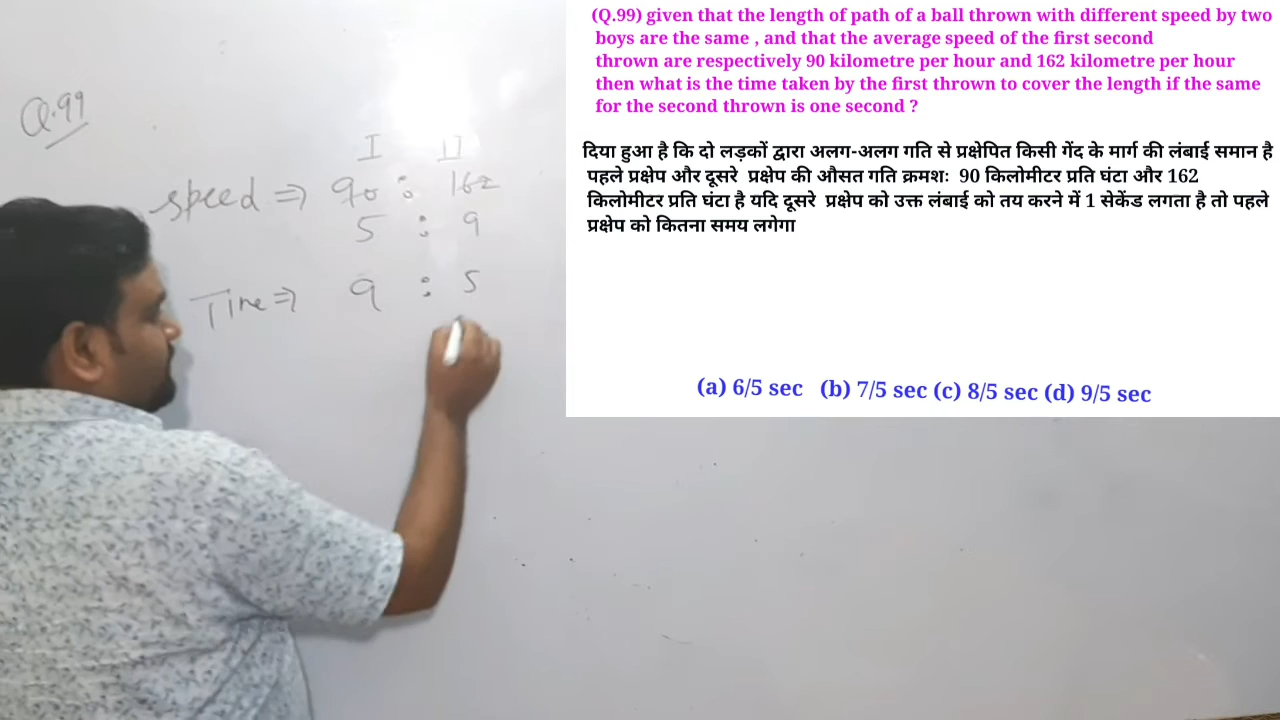 Q.99
I II
speed ⇒ 90 : 162
5 : 9
Time ⇒ 9 : 5
(Q.99) given that the length of path of a ball thrown with different speed by two
boys are the same , and that the average speed of the first second
thrown are respectively 90 kilometre per hour and 162 kilometre per hour
then what is the time taken by the first thrown to cover the length if the same
for the second thrown is one second ?
दिया हुआ है कि दो लड़कों द्वारा अलग-अलग गति से प्रक्षेपित किसी गेंद के मार्ग की लंबाई समान है
पहले प्रक्षेप और दूसरे प्रक्षेप की औसत गति क्रमशः 90 किलोमीटर प्रति घंटा और 162
किलोमीटर प्रति घंटा है यदि दूसरे प्रक्षेप को उक्त लंबाई को तय करने में 1 सेकेंड लगता है तो पहले
प्रक्षेप को कितना समय लगेगा
(a) 6/5 sec (b) 7/5 sec (c) 8/5 sec (d) 9/5 sec